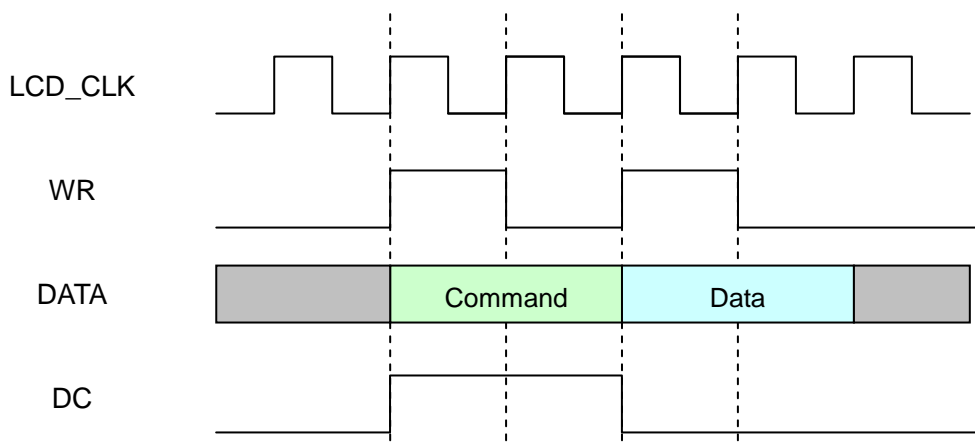 LCD_CLK
WR
DATA
Command
Data
DC